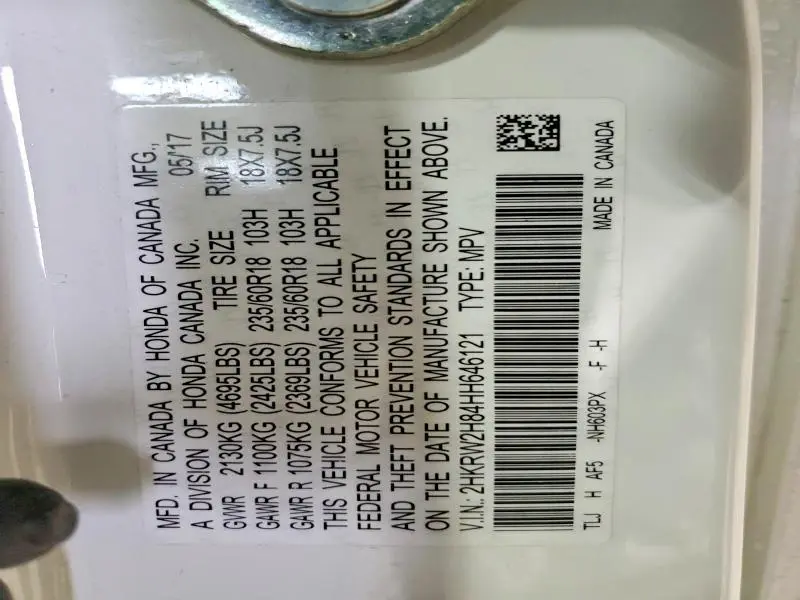 MFD. IN CANADA BY HONDA OF CANADA MFG.,
A DIVISION OF HONDA CANADA INC. 05/'17
GVWR 2130KG (4695LBS) TIRE SIZE RIM SIZE
GAWR F 1100KG (2425LBS) 235/60R18 103H 18X7.5J
GAWR R 1075KG (2369LBS) 235/60R18 103H 18X7.5J
THIS VEHICLE CONFORMS TO ALL APPLICABLE
FEDERAL MOTOR VEHICLE SAFETY
AND THEFT PREVENTION STANDARDS IN EFFECT
ON THE DATE OF MANUFACTURE SHOWN ABOVE.
V.I.N.: 2HKRW2H84HH646121 TYPE: MPV
TLJ H AF5 -NH603PX -F -H MADE IN CANADA